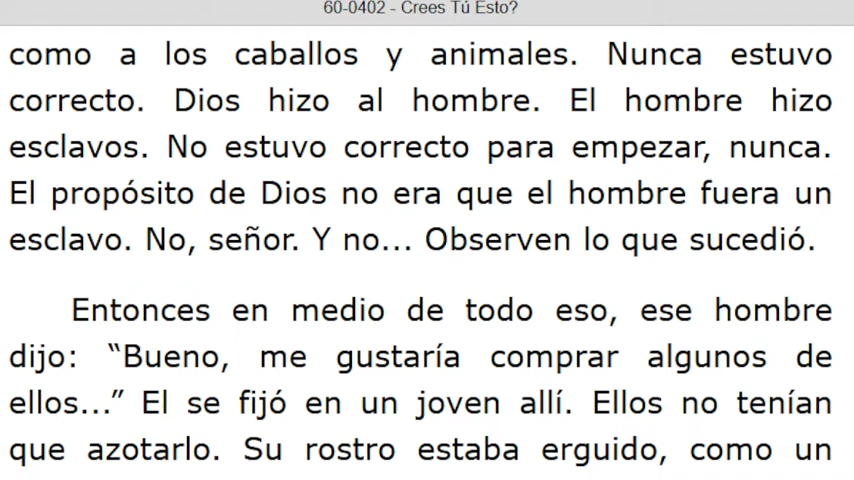 60-0402 - Crees Tú Esto?
como a los caballos y animales. Nunca estuvo
correcto. Dios hizo al hombre. El hombre hizo
esclavos. No estuvo correcto para empezar, nunca.
El propósito de Dios no era que el hombre fuera un
esclavo. No, señor. Y no... Observen lo que sucedió.
Entonces en medio de todo eso, ese hombre
dijo: “Bueno, me gustaría comprar algunos de
ellos...” El se fijó en un joven allí. Ellos no tenían
que azotarlo. Su rostro estaba erguido, como un